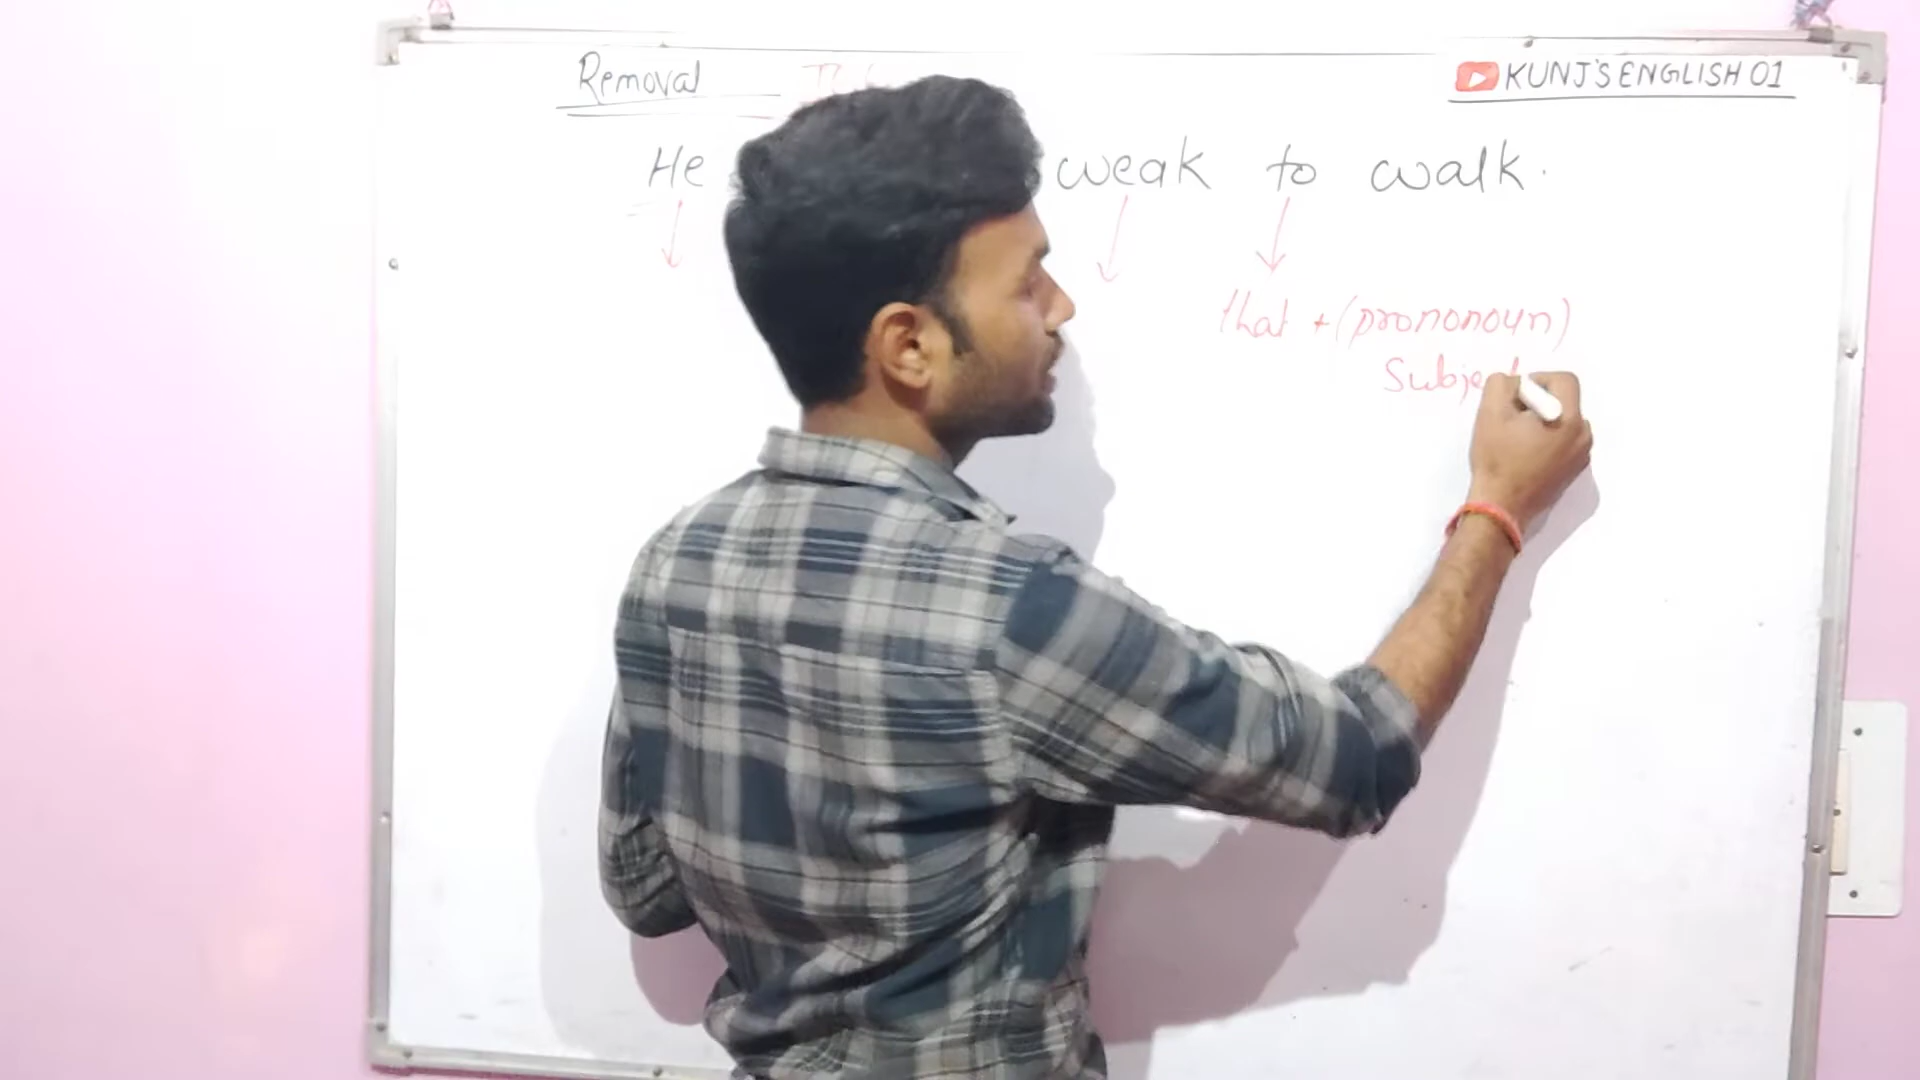 Removal
KUNJ'S ENGLISH 01
He weak to walk.
that + (prononoun)
Subject